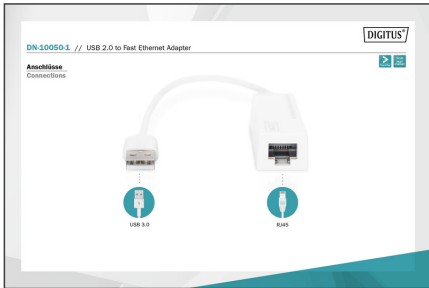 DIGITUS®
DN-10050-1 // USB 2.0 to Fast Ethernet Adapter
Anschlüsse
Connections
USB 3.0
RJ45